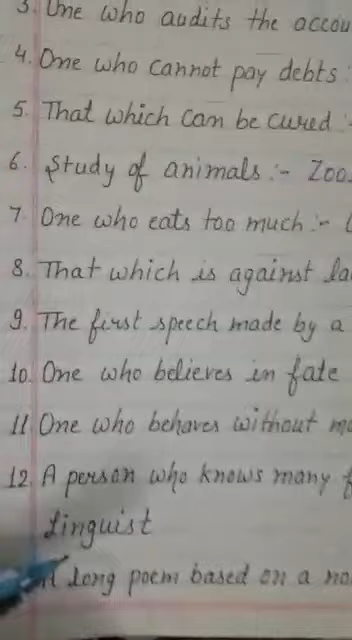 3. One who audits the
4. One who cannot pay debts :
5. That which can be cured :-
6. Study of animals :- Zoo
7. One who eats too much :-
8. That which is against
9. The first speech made by a
10. One who believes in fate
11. One who behaves without
12. A person who knows many
Linguist
A long poem based on a